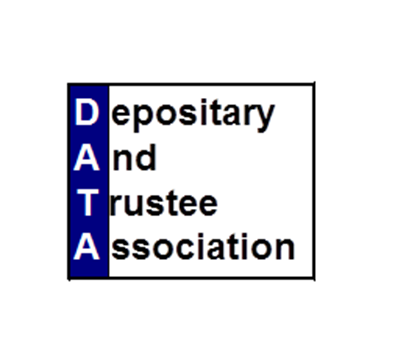 Depositary
And
Trustee
Association